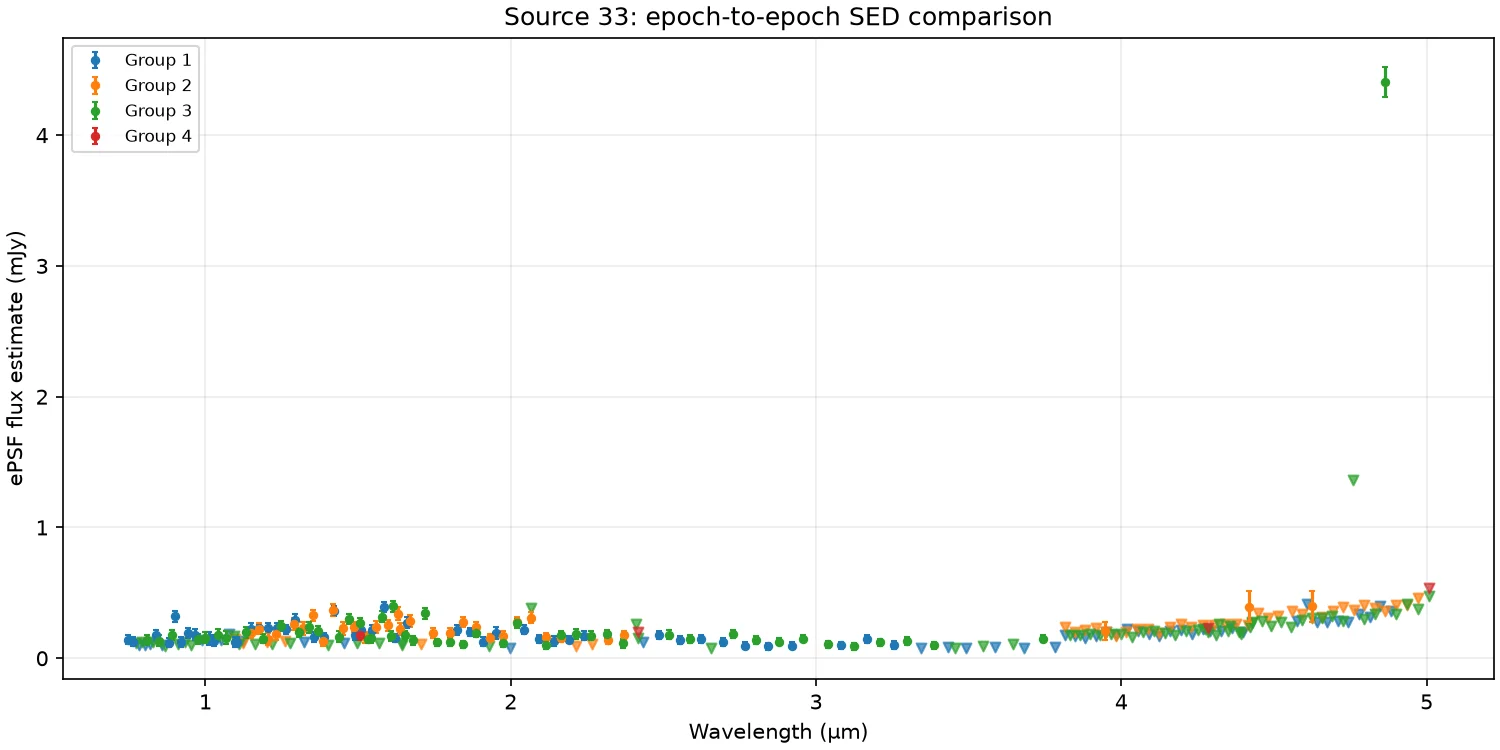 Source 33: epoch-to-epoch SED comparison
Group 1
Group 2
Group 3
Group 4
ePSF flux estimate (mJy)
4
3
2
1
0
1 2 3 4 5
Wavelength (μm)